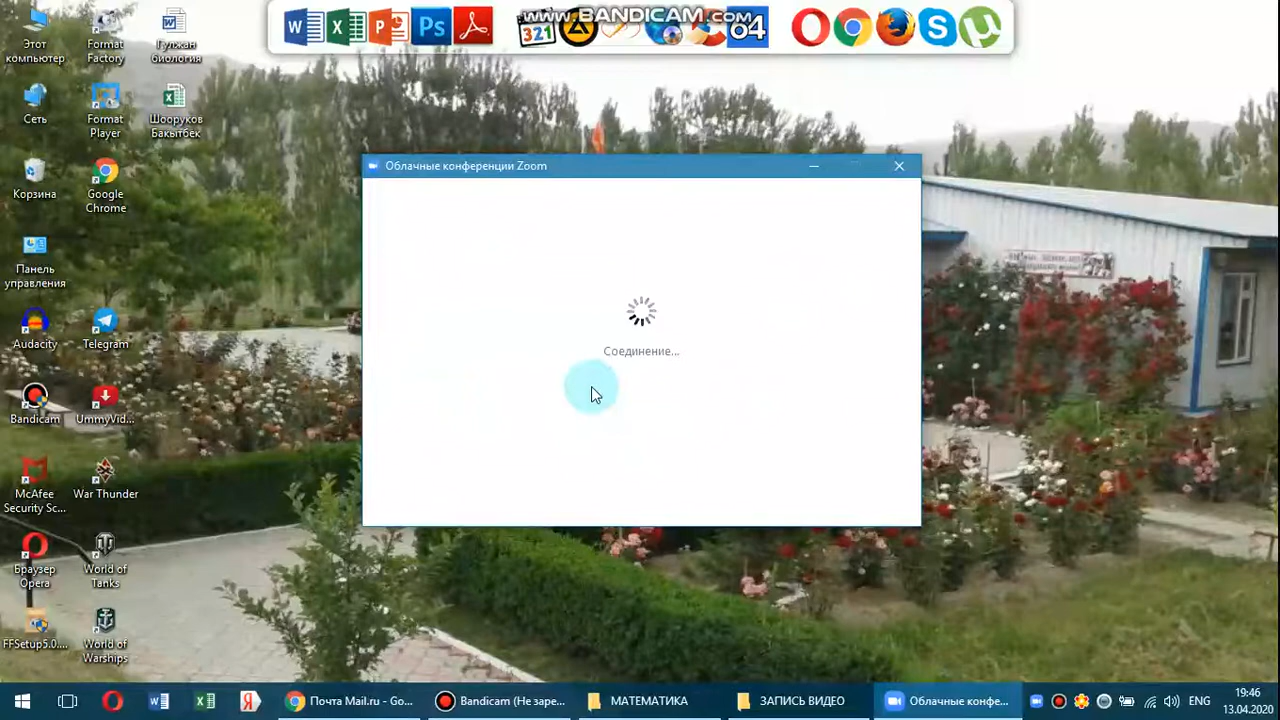 www.BANDICAM.com
321
64
Этот
компьютер
Format
Factory
Гулжан
биология
Сеть
Format
Player
Шооруков
Бакытбек
Корзина
Google
Chrome
Панель
управления
Audacity
Telegram
Bandicam
UmmyVid...
McAfee
Security Sc...
War Thunder
Браузер
Opera
World of
Tanks
FFSetup5.0....
World of
Warships
Облачные конференции Zoom
Соединение...
Почта Mail.ru - Go...
Bandicam (Не заре...
МАТЕМАТИКА
ЗАПИСЬ ВИДЕО
Облачные конфе...
ENG
19:46
13.04.2020